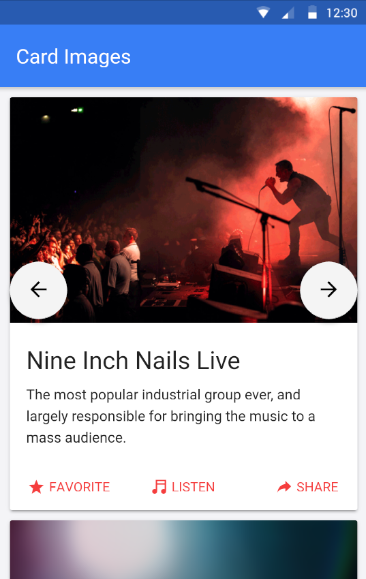 12:30
Card Images
Nine Inch Nails Live
The most popular industrial group ever, and
largely responsible for bringing the music to a
mass audience.
FAVORITE LISTEN SHARE